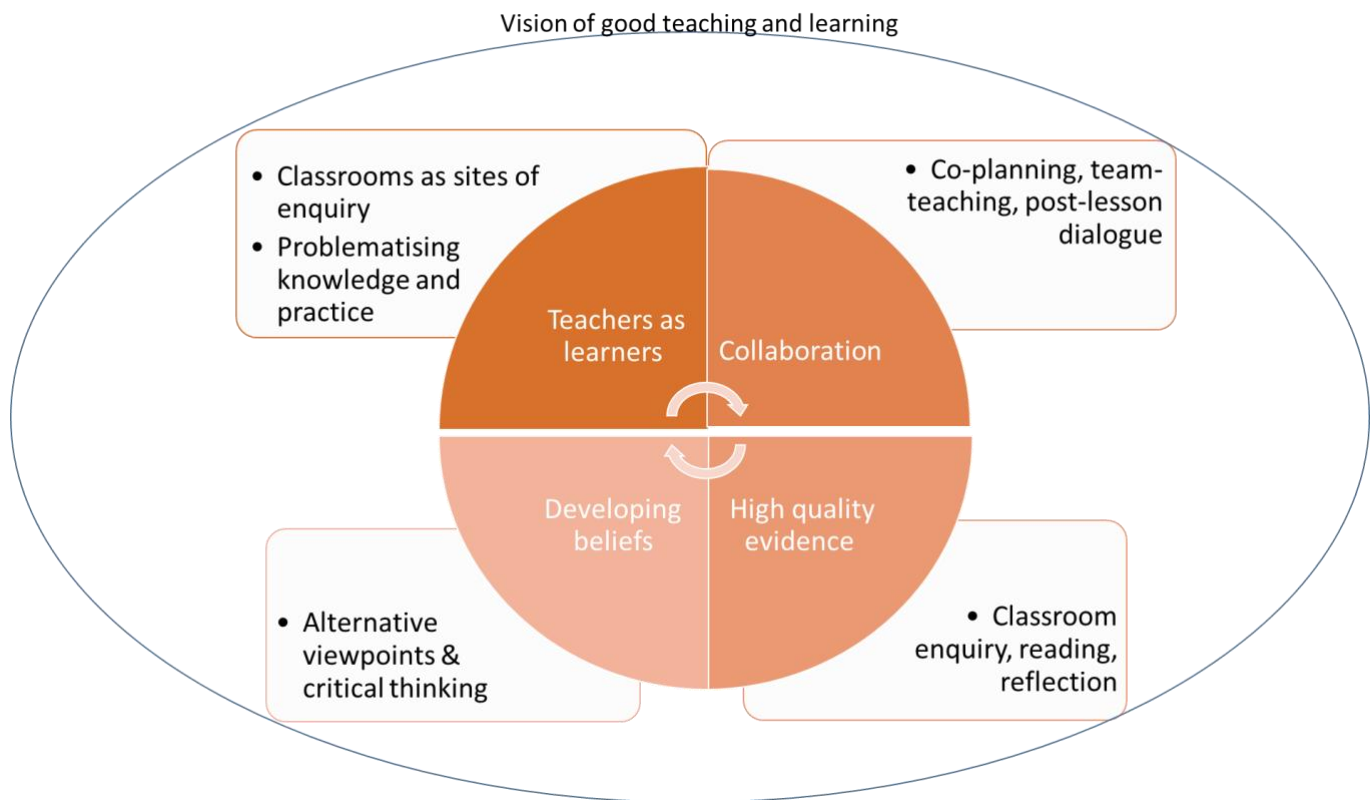 Vision of good teaching and learning
• Classrooms as sites of
enquiry
• Problematising
knowledge and
practice
• Co-planning, team-
teaching, post-lesson
dialogue
Teachers as
learners
Collaboration
Developing
beliefs
High quality
evidence
• Alternative
viewpoints &
critical thinking
• Classroom
enquiry, reading,
reflection